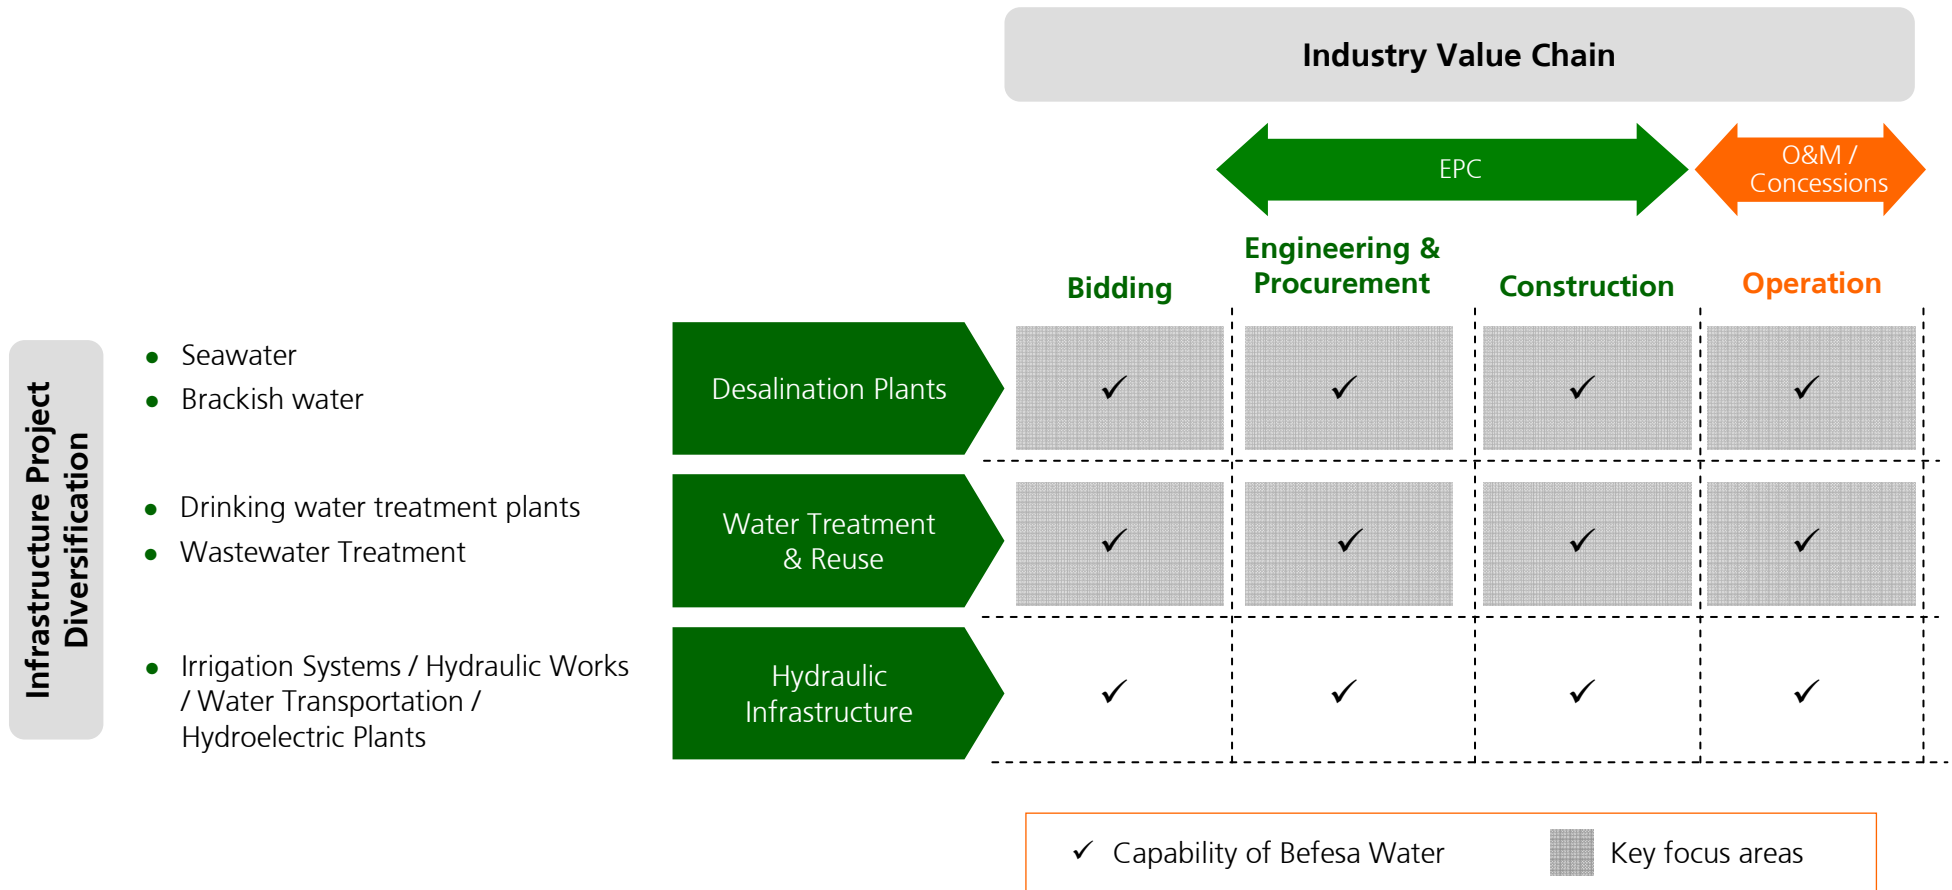 Industry Value Chain
EPC
O&M /
Concessions
Bidding
Engineering &
Procurement
Construction
Operation
Infrastructure Project
Diversification
● Seawater
● Brackish water
Desalination Plants
✓ ✓ ✓ ✓
● Drinking water treatment plants
● Wastewater Treatment
Water Treatment
& Reuse
✓ ✓ ✓ ✓
● Irrigation Systems / Hydraulic Works
/ Water Transportation /
Hydroelectric Plants
Hydraulic
Infrastructure
✓ ✓ ✓ ✓
✓ Capability of Befesa Water
Key focus areas